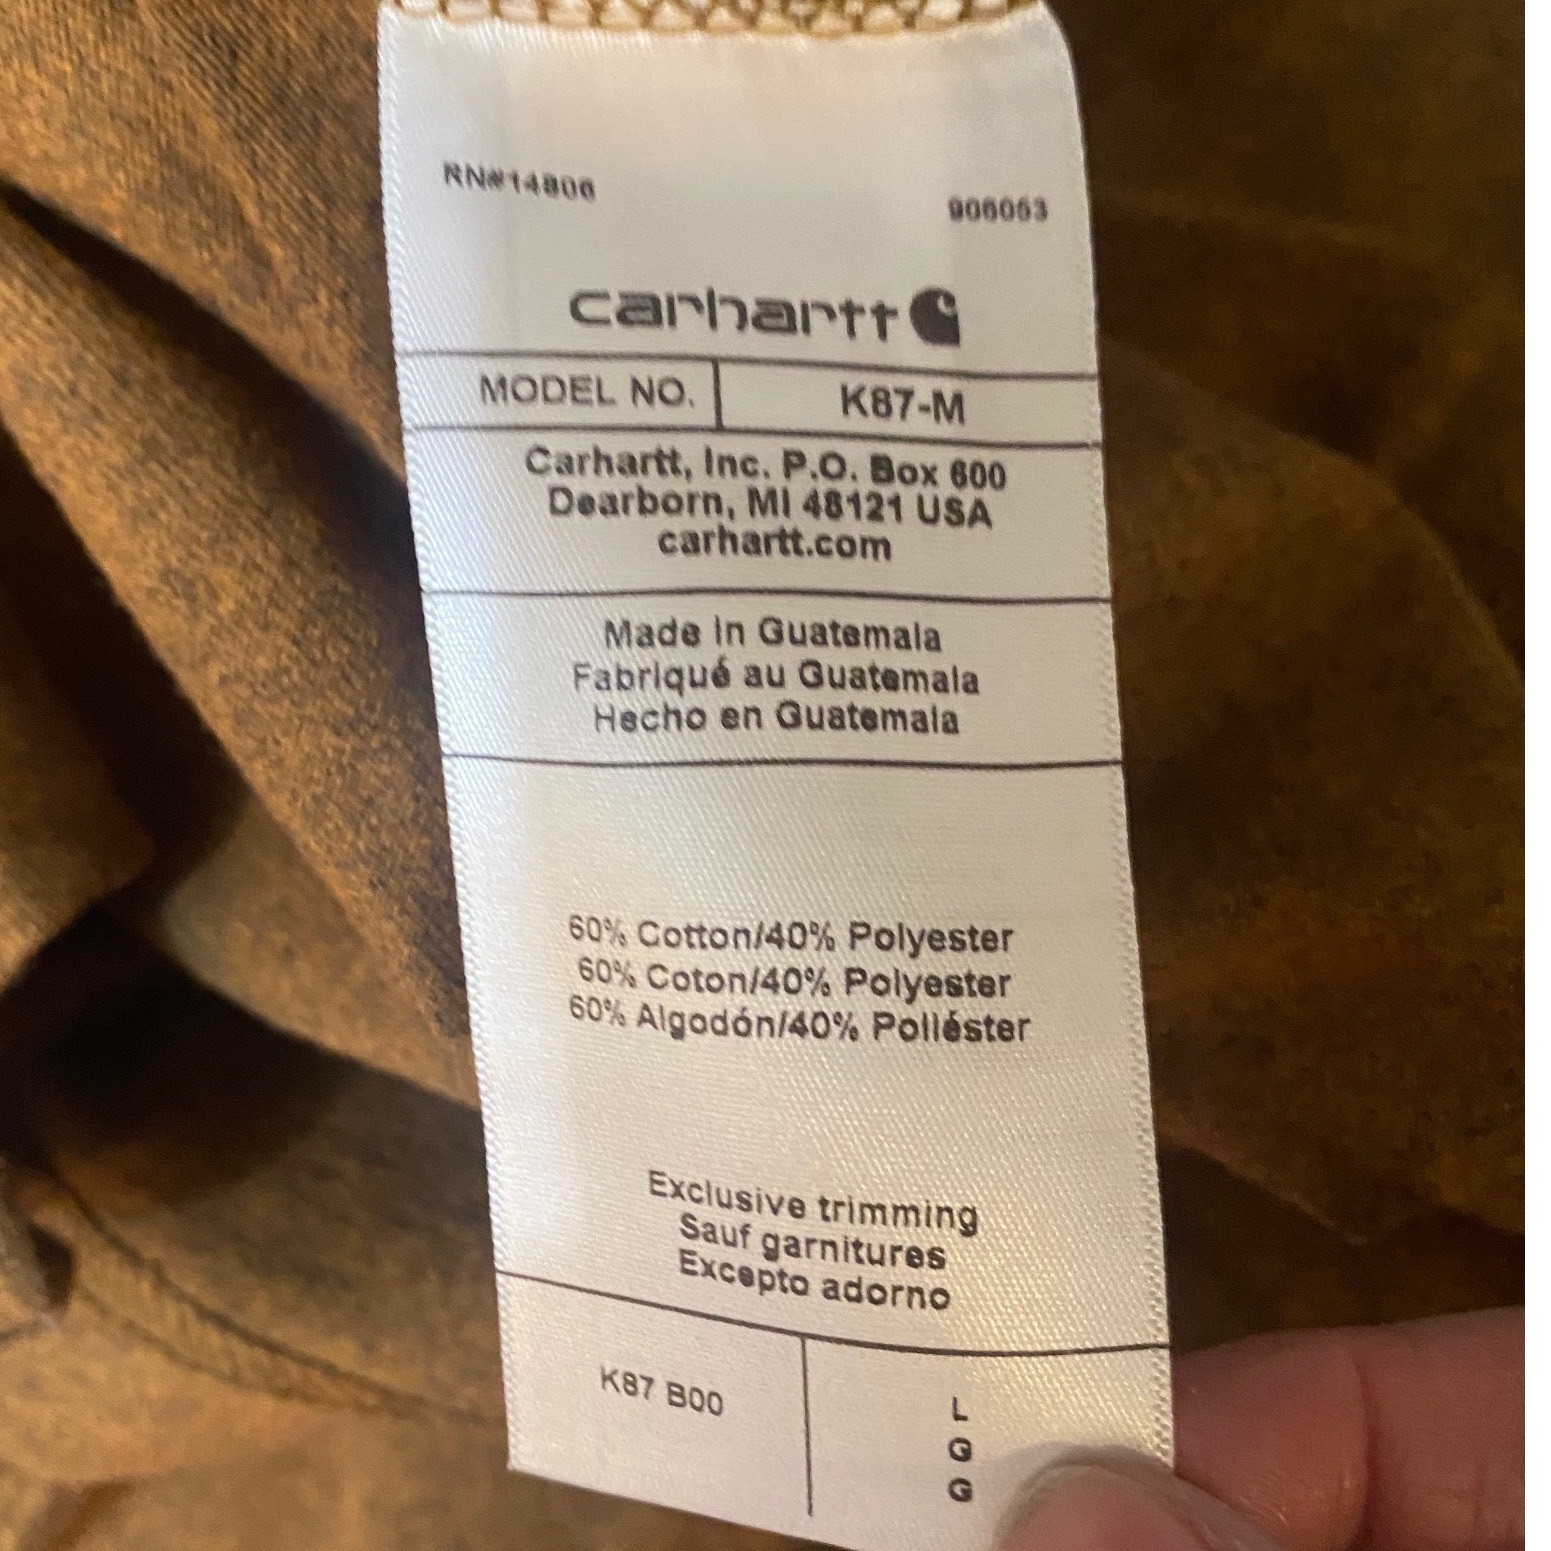 RN#14806
906053
carhartt
MODEL NO. K87-M
Carhartt, Inc. P.O. Box 600
Dearborn, MI 48121 USA
carhartt.com
Made in Guatemala
Fabriqué au Guatemala
Hecho en Guatemala
60% Cotton/40% Polyester
60% Coton/40% Polyester
60% Algodón/40% Poliéster
Exclusive trimming
Sauf garnitures
Excepto adorno
K87 B00
L
G
G